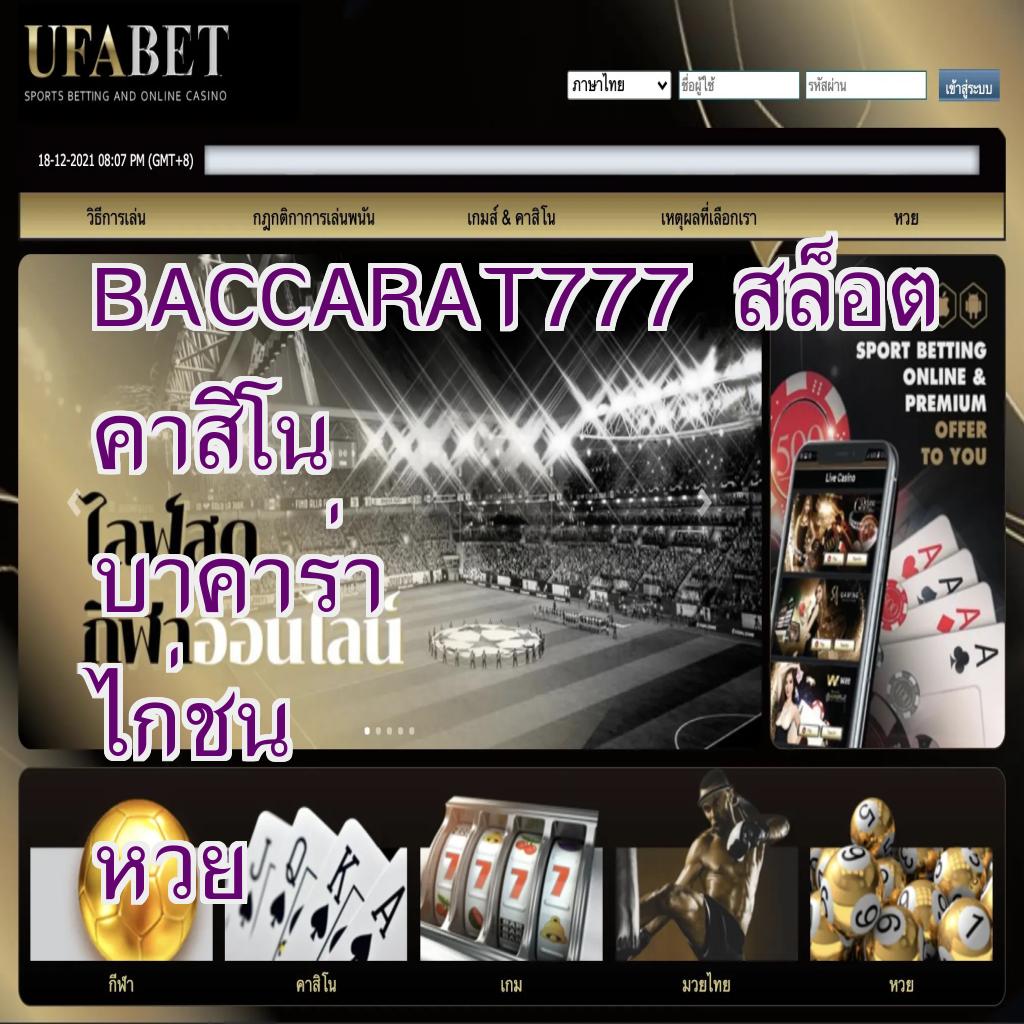 UFABET
SPORTS BETTING AND ONLINE CASINO
ภาษาไทย ชื่อผู้ใช้ รหัสผ่าน เข้าสู่ระบบ
18-12-2021 08:07 PM (GMT+8)
วิธีการเล่น กฎกติกาการเล่นพนัน เกมส์ & คาสิโน เหตุผลที่เลือกเรา หวย
BACCARAT777 สล็อต
คาสิโน
บาคาร่า
ไก่ชน
หวย
ไลฟ์สด
กีฬาออนไลน์
SPORT BETTING
ONLINE &
PREMIUM
OFFER
TO YOU
500
Live Casino
J Q K A
A A A
7 7 7 7
กีฬา คาสิโน เกม มวยไทย หวย